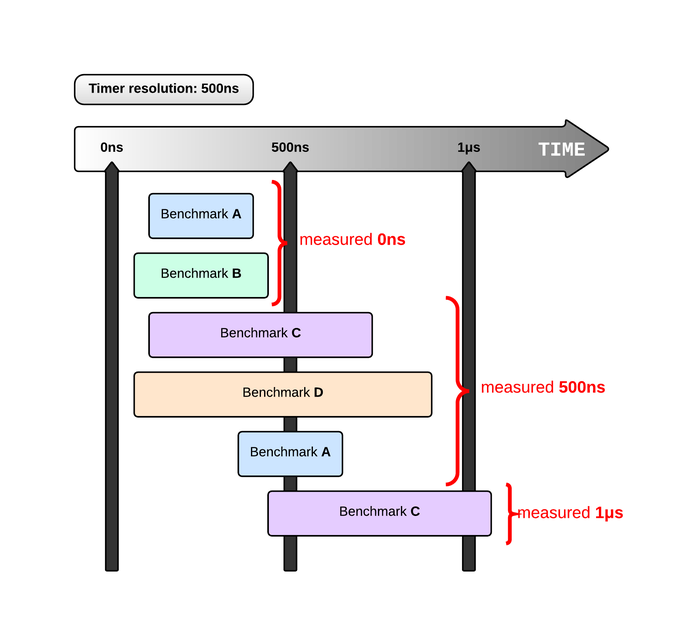 Timer resolution: 500ns
0ns 500ns 1µs TIME
Benchmark A
measured 0ns
Benchmark B
Benchmark C
measured 500ns
Benchmark D
Benchmark A
Benchmark C
measured 1µs